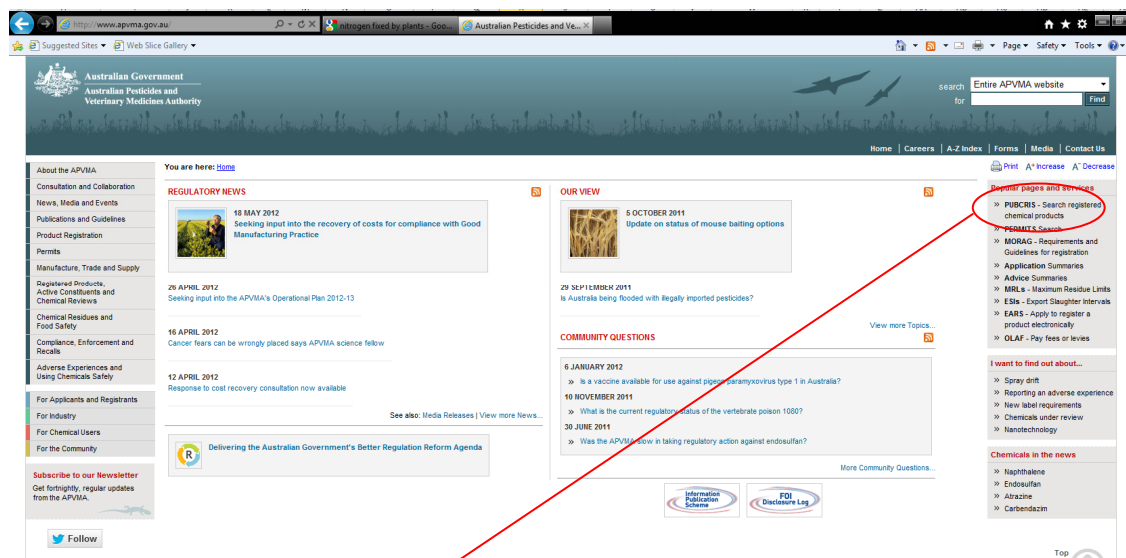 http://www.apvma.gov.au/
nitrogen fixed by plants - Goo...
Australian Pesticides and Ve...
Suggested Sites
Web Slice Gallery
Page
Safety
Tools
Australian Government
Australian Pesticides and
Veterinary Medicines Authority
search
Entire APVMA website
for
Find
Home | Careers | A-Z Index | Forms | Media | Contact Us
About the APVMA
Consultation and Collaboration
News, Media and Events
Publications and Guidelines
Product Registration
Permits
Manufacture, Trade and Supply
Registered Products,
Active Constituents and
Chemical Reviews
Chemical Residues and
Food Safety
Compliance, Enforcement and
Recalls
Adverse Experiences and
Using Chemicals Safely
For Applicants and Registrants
For Industry
For Chemical Users
For the Community
Subscribe to our Newsletter
Get fortnightly, regular updates
from the APVMA.
Follow
You are here: Home
REGULATORY NEWS
18 MAY 2012
Seeking input into the recovery of costs for compliance with Good
Manufacturing Practice
26 APRIL 2012
Seeking input into the APVMA's Operational Plan 2012-13
16 APRIL 2012
Cancer fears can be wrongly placed says APVMA science fellow
12 APRIL 2012
Response to cost recovery consultation now available
See also: Media Releases | View more News...
R
Delivering the Australian Government's Better Regulation Reform Agenda
OUR VIEW
5 OCTOBER 2011
Update on status of mouse baiting options
29 SEPTEMBER 2011
Is Australia being flooded with illegally imported pesticides?
View more Topics...
COMMUNITY QUESTIONS
6 JANUARY 2012
» Is a vaccine available for use against pigeon paramyxovirus type 1 in Australia?
10 NOVEMBER 2011
» What is the current regulatory status of the vertebrate poison 1080?
30 JUNE 2011
» Was the APVMA slow in taking regulatory action against endosulfan?
More Community Questions...
Information
Publication
Scheme
FOI
Disclosure Log
Print A+ Increase A- Decrease
Popular pages and services
» PUBCRIS - Search registered
chemical products
» PERMITS Search
» MORAG - Requirements and
Guidelines for registration
» Application Summaries
» Advice Summaries
» MRLs - Maximum Residue Limits
» ESIs - Export Slaughter Intervals
» EARS - Apply to register a
product electronically
» OLAF - Pay fees or levies
I want to find out about...
» Spray drift
» Reporting an adverse experience
» New label requirements
» Chemicals under review
» Nanotechnology
Chemicals in the news
» Naphthalene
» Endosulfan
» Atrazine
» Carbendazim
Top